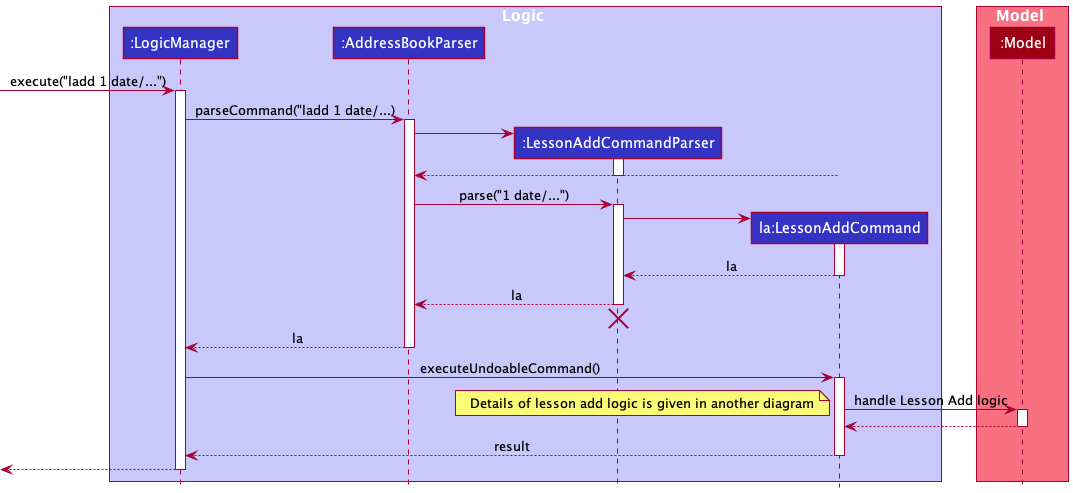 Logic
Model
:LogicManager
:AddressBookParser
:Model
execute("ladd 1 date/...")
parseCommand("ladd 1 date/...)
:LessonAddCommandParser
parse("1 date/...")
la:LessonAddCommand
la
la
la
executeUndoableCommand()
Details of lesson add logic is given in another diagram
handle Lesson Add logic
result